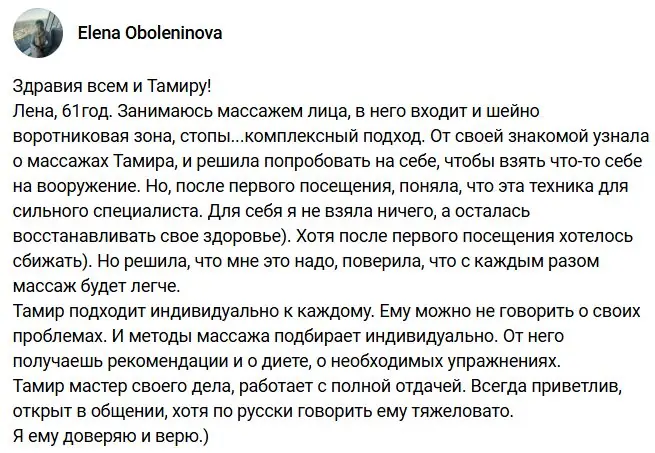 Elena Oboleninova
Здравия всем и Тамиру!
Лена, 61год. Занимаюсь массажем лица, в него входит и шейно
воротниковая зона, стопы...комплексный подход. От своей знакомой узнала
о массажах Тамира, и решила попробовать на себе, чтобы взять что-то себе
на вооружение. Но, после первого посещения, поняла, что эта техника для
сильного специалиста. Для себя я не взяла ничего, а осталась
восстанавливать свое здоровье). Хотя после первого посещения хотелось
сбижать). Но решила, что мне это надо, поверила, что с каждым разом
массаж будет легче.
Тамир подходит индивидуально к каждому. Ему можно не говорить о своих
проблемах. И методы массажа подбирает индивидуально. От него
получаешь рекомендации и о диете, о необходимых упражнениях.
Тамир мастер своего дела, работает с полной отдачей. Всегда приветлив,
открыт в общении, хотя по русски говорить ему тяжеловато.
Я ему доверяю и верю.)